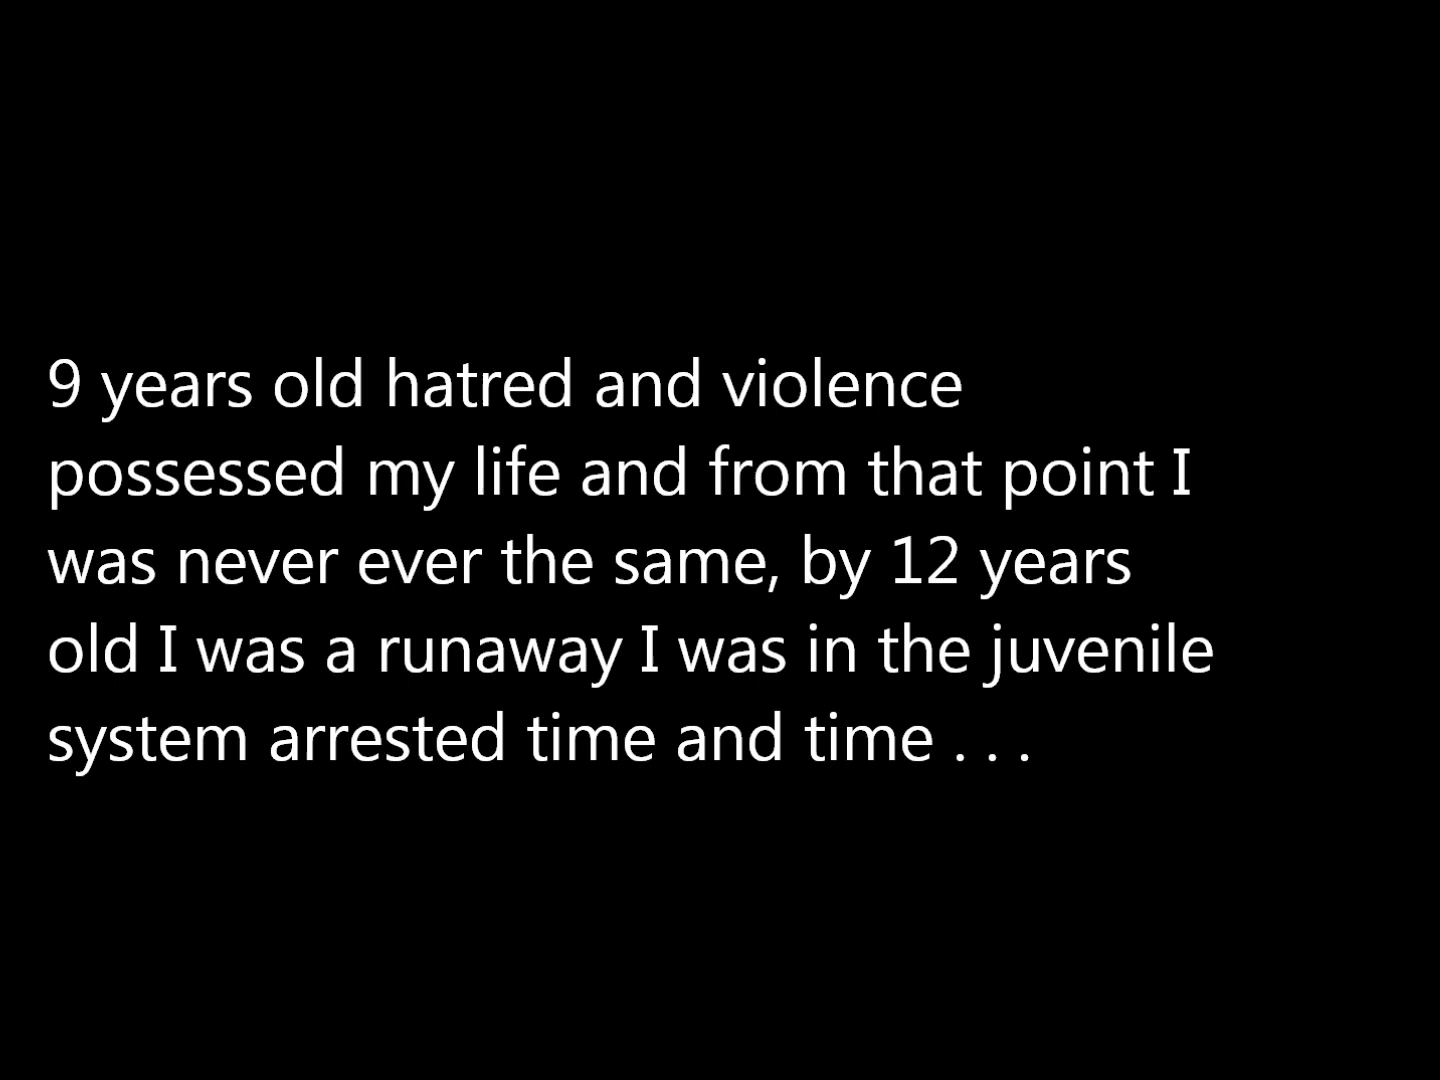 9 years old hatred and violence
possessed my life and from that point I
was never ever the same, by 12 years
old I was a runaway I was in the juvenile
system arrested time and time . . .